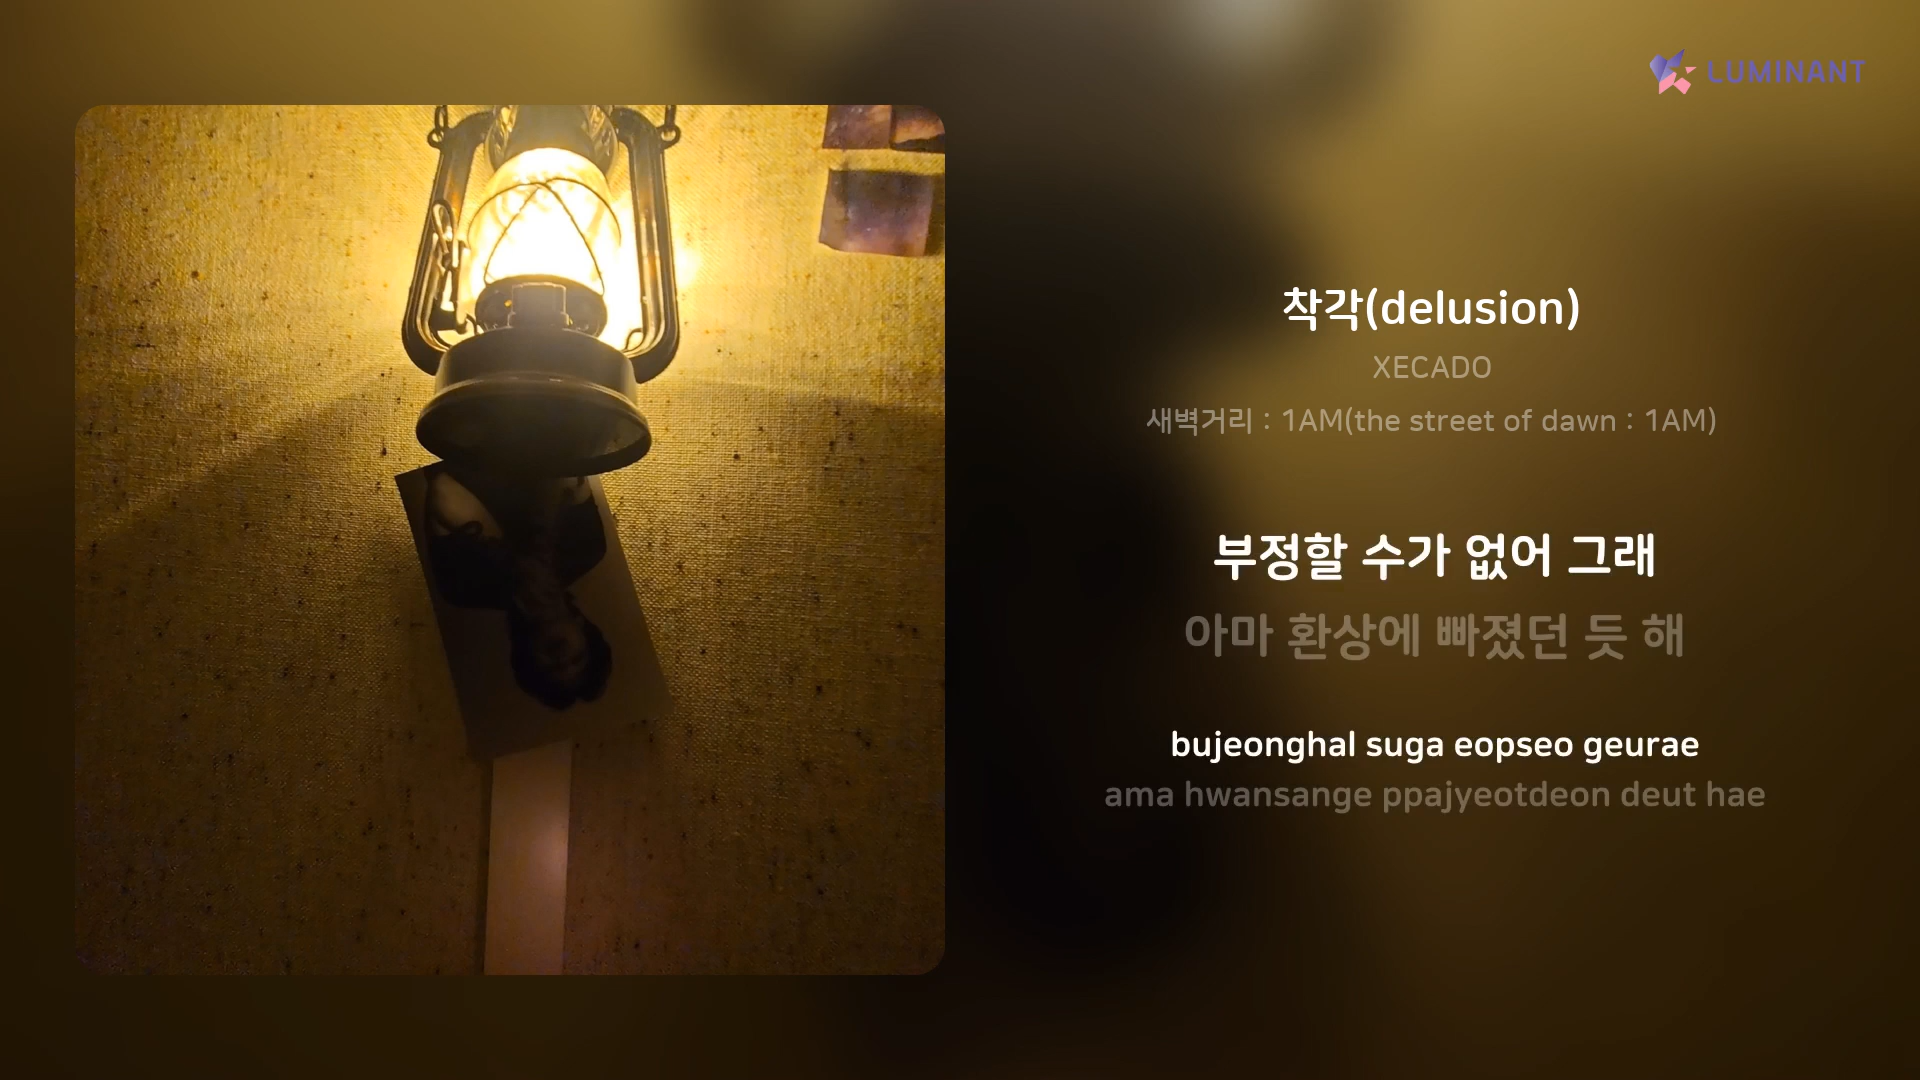 LUMINANT
착각(delusion)
XECADO
새벽거리 : 1AM(the street of dawn : 1AM)
부정할 수가 없어 그래
아마 환상에 빠졌던 듯 해
bujeonghal suga eopseo geurae
ama hwansange ppajyeotdeon deut hae